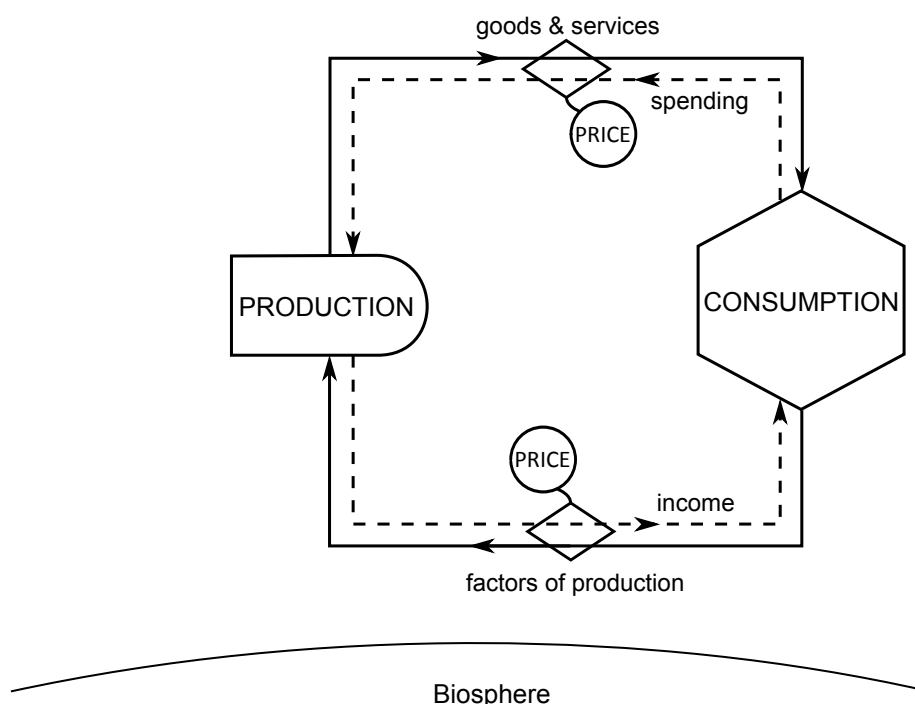 goods & services
spending
PRICE
PRODUCTION
CONSUMPTION
PRICE
income
factors of production
Biosphere